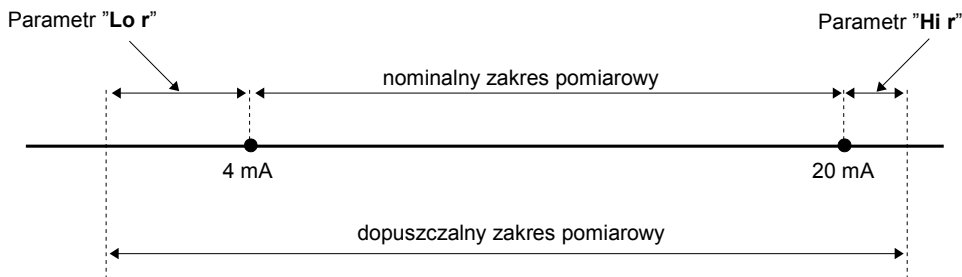 Parametr ”Lo r”
Parametr ”Hi r”
nominalny zakres pomiarowy
4 mA
20 mA
dopuszczalny zakres pomiarowy